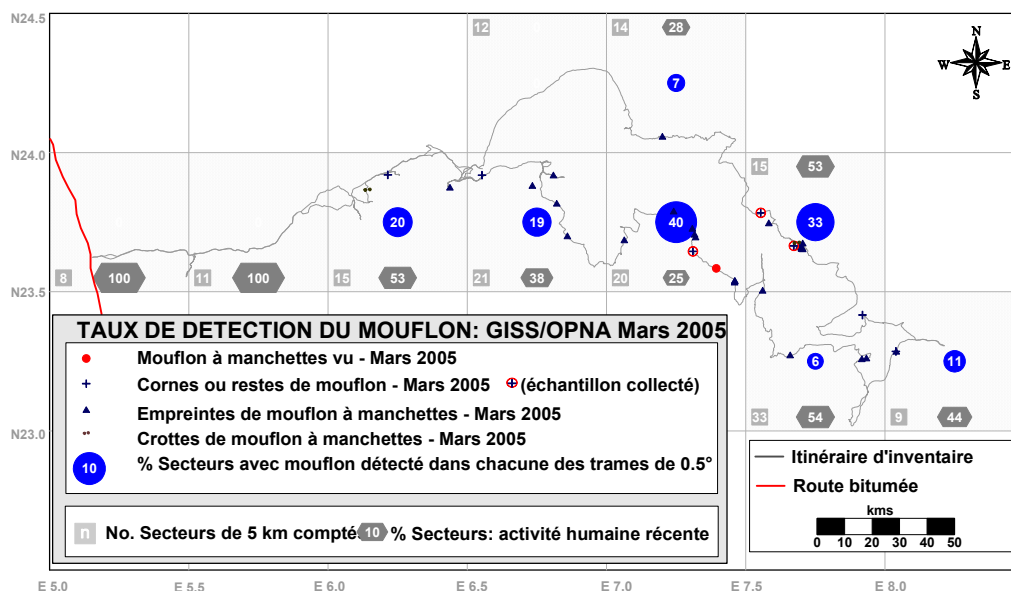 N24.5
12
14
28
N
W
E
S
7
N24.0
15
53
20
19
40
33
8
100
11
100
15
53
21
38
20
25
N23.5
TAUX DE DETECTION DU MOUFLON: GISS/OPNA Mars 2005
Mouflon à manchettes vu - Mars 2005
Cornes ou restes de mouflon - Mars 2005 (échantillon collecté)
Empreintes de mouflon à manchettes - Mars 2005
Crottes de mouflon à manchettes - Mars 2005
10 % Secteurs avec mouflon détecté dans chacune des trames de 0.5°
n No. Secteurs de 5 km compté 10 % Secteurs: activité humaine récente
6
11
33
54
9
44
N23.0
Itinéraire d'inventaire
Route bitumée
kms
0 10 20 30 40 50
E 5.0 E 5.5 E 6.0 E 6.5 E 7.0 E 7.5 E 8.0